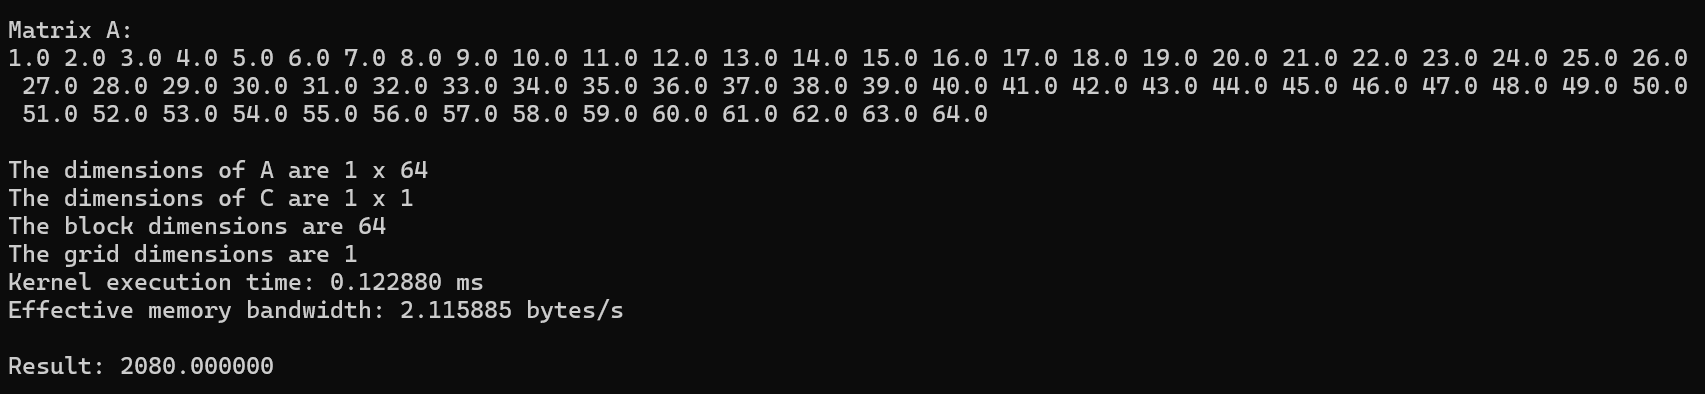 Matrix A:
1.0 2.0 3.0 4.0 5.0 6.0 7.0 8.0 9.0 10.0 11.0 12.0 13.0 14.0 15.0 16.0 17.0 18.0 19.0 20.0 21.0 22.0 23.0 24.0 25.0 26.0
27.0 28.0 29.0 30.0 31.0 32.0 33.0 34.0 35.0 36.0 37.0 38.0 39.0 40.0 41.0 42.0 43.0 44.0 45.0 46.0 47.0 48.0 49.0 50.0
51.0 52.0 53.0 54.0 55.0 56.0 57.0 58.0 59.0 60.0 61.0 62.0 63.0 64.0
The dimensions of A are 1 x 64
The dimensions of C are 1 x 1
The block dimensions are 64
The grid dimensions are 1
Kernel execution time: 0.122880 ms
Effective memory bandwidth: 2.115885 bytes/s
Result: 2080.000000